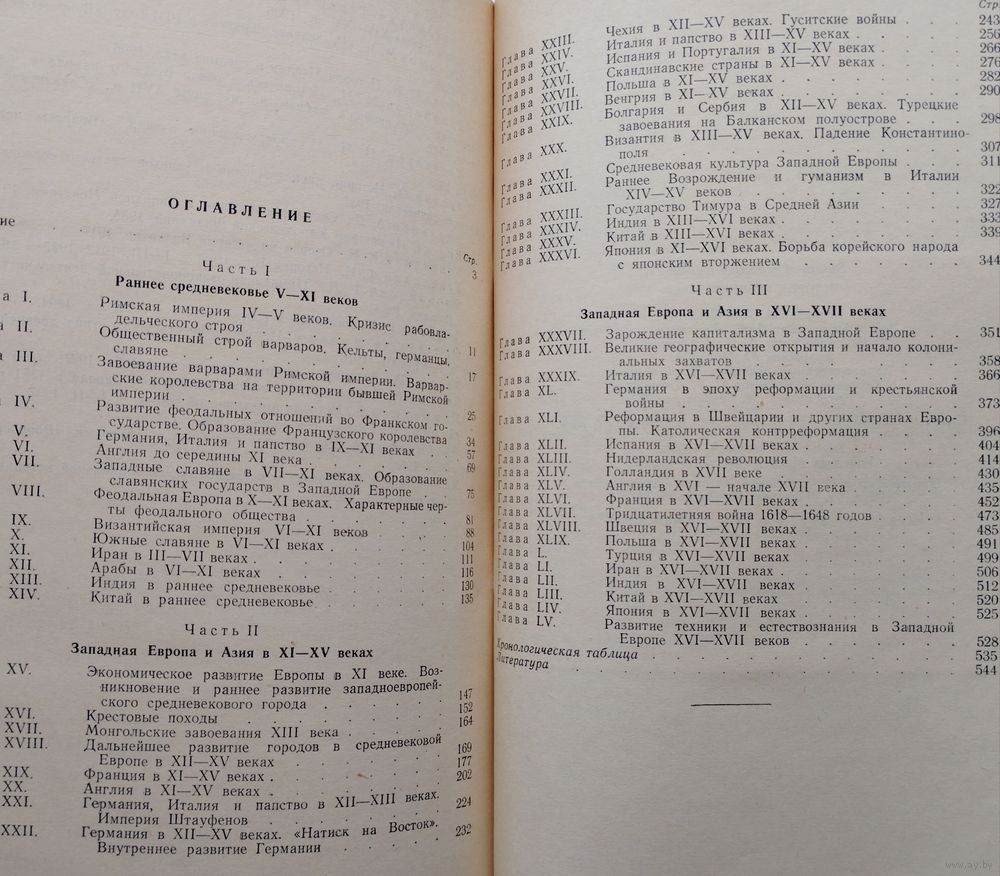 ОГЛАВЛЕНИЕ
ие
Стр.
3
Часть I
Раннее средневековье V—XI веков
а I. Римская империя IV—V веков. Кризис рабовла-
дельческого строя 11
а II. Общественный строй варваров. Кельты, германцы,
славяне 17
а III. Завоевание варварами Римской империи. Варвар-
ские королевства на территории бывшей Римской
империи 25
IV. Развитие феодальных отношений во Франкском го-
сударстве. Образование Французского королевства 34
V. Германия, Италия и папство в IX—XI веках 57
VI. Англия до середины XI века 69
VII. Западные славяне в VII—XI веках. Образование
славянских государств в Западной Европе 75
VIII. Феодальная Европа в X—XI веках. Характерные чер-
ты феодального общества 81
IX. Византийская империя VI—XI веков 88
X. Южные славяне в VI—XI веках 104
XI. Иран в III—VII веках 111
XII. Арабы в VI—XI веках 116
XIII. Индия в раннее средневековье 130
XIV. Китай в раннее средневековье 135
Часть II
Западная Европа и Азия в XI—XV веках
XV. Экономическое развитие Европы в XI веке. Воз-
никновение и раннее развитие западноевропей-
ского средневекового города 147
XVI. Крестовые походы 152
XVII. Монгольские завоевания XIII века 164
XVIII. Дальнейшее развитие городов в средневековой
Европе в XII—XV веках 169
XIX. Франция в XI—XV веках 177
XX. Англия в XI—XV веках 202
XXI. Германия, Италия и папство в XII—XIII веках.
Империя Штауфенов 224
XXII. Германия в XII—XV веках. «Натиск на Восток».
Внутреннее развитие Германии 232
Стр.
Глава XXIII. Чехия в XII—XV веках. Гуситские войны 243
Глава XXIV. Италия и папство в XIII—XV веках 256
Глава XXV. Испания и Португалия в XI—XV веках 266
Глава XXVI. Скандинавские страны в XI—XV веках 276
Глава XXVII. Польша в XI—XV веках 282
Глава XXVIII. Венгрия в XI—XV веках 290
Глава XXIX. Болгария и Сербия в XII—XV веках. Турецкие
завоевания на Балканском полуострове 298
Глава XXX. Византия в XIII—XV веках. Падение Константино-
поля 307
Глава XXXI. Средневековая культура Западной Европы 311
Глава XXXII. Раннее Возрождение и гуманизм в Италии
XIV—XV веков 322
Глава XXXIII. Государство Тимура в Средней Азии 327
Глава XXXIV. Индия в XIII—XVI веках 333
Глава XXXV. Китай в XIII—XVI веках 339
Глава XXXVI. Япония в XI—XVI веках. Борьба корейского народа
с японским вторжением 344
Часть III
Западная Европа и Азия в XVI—XVII веках
Глава XXXVII. Зарождение капитализма в Западной Европе 351
Глава XXXVIII. Великие географические открытия и начало колони-
альных захватов 358
Глава XXXIX. Италия в XVI—XVII веках 366
Глава XL. Германия в эпоху реформации и крестьянской
войны 373
Глава XLI. Реформация в Швейцарии и других странах Евро-
пы. Католическая контрреформация 396
Глава XLII. Испания в XVI—XVII веках 404
Глава XLIII. Нидерландская революция 414
Глава XLIV. Голландия в XVII веке 430
Глава XLV. Англия в XVI — начале XVII века 435
Глава XLVI. Франция в XVI—XVII веках 452
Глава XLVII. Тридцатилетняя война 1618—1648 годов 473
Глава XLVIII. Швеция в XVI—XVII веках 485
Глава XLIX. Польша в XVI—XVII веках 491
Глава L. Турция в XVI—XVII веках 499
Глава LI. Иран в XVI—XVII веках 506
Глава LII. Индия в XVI—XVII веках 512
Глава LIII. Китай в XVI—XVII веках 520
Глава LIV. Япония в XVI—XVII веках 525
Глава LV. Развитие техники и естествознания в Западной
Европе XVI—XVII веков 528
Хронологическая таблица 535
Литература 544
www.ay.by